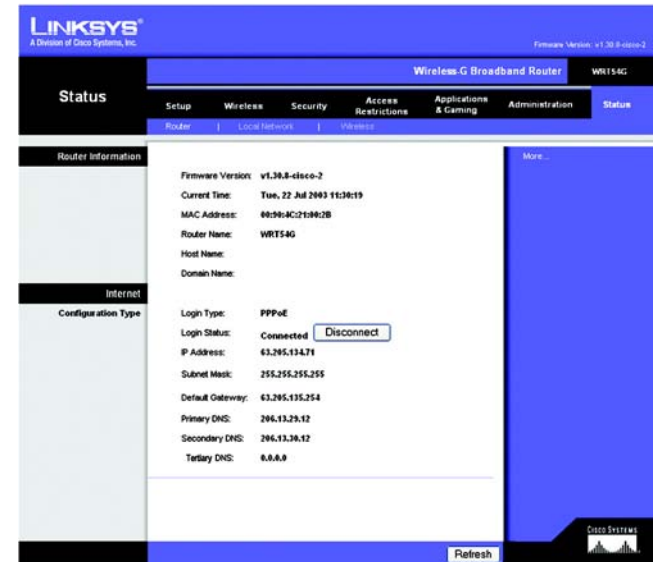 LINKSYS®
A Division of Cisco Systems, Inc.
Firmware Version: v1.30.8-cisco-2
Wireless-G Broadband Router WRT54G
Status
Setup Wireless Security Access Restrictions Applications & Gaming Administration Status
Router | Local Network | Wireless
Router Information
More...
Firmware Version: v1.30.8-cisco-2
Current Time: Tue, 22 Jul 2003 11:30:19
MAC Address: 00:90:4C:21:00:2B
Router Name: WRT54G
Host Name:
Domain Name:
Internet
Configuration Type
Login Type: PPPoE
Login Status: Connected Disconnect
IP Address: 63.205.134.71
Subnet Mask: 255.255.255.255
Default Gateway: 63.205.135.254
Primary DNS: 206.13.29.12
Secondary DNS: 206.13.30.12
Tertiary DNS: 0.0.0.0
Refresh
CISCO SYSTEMS